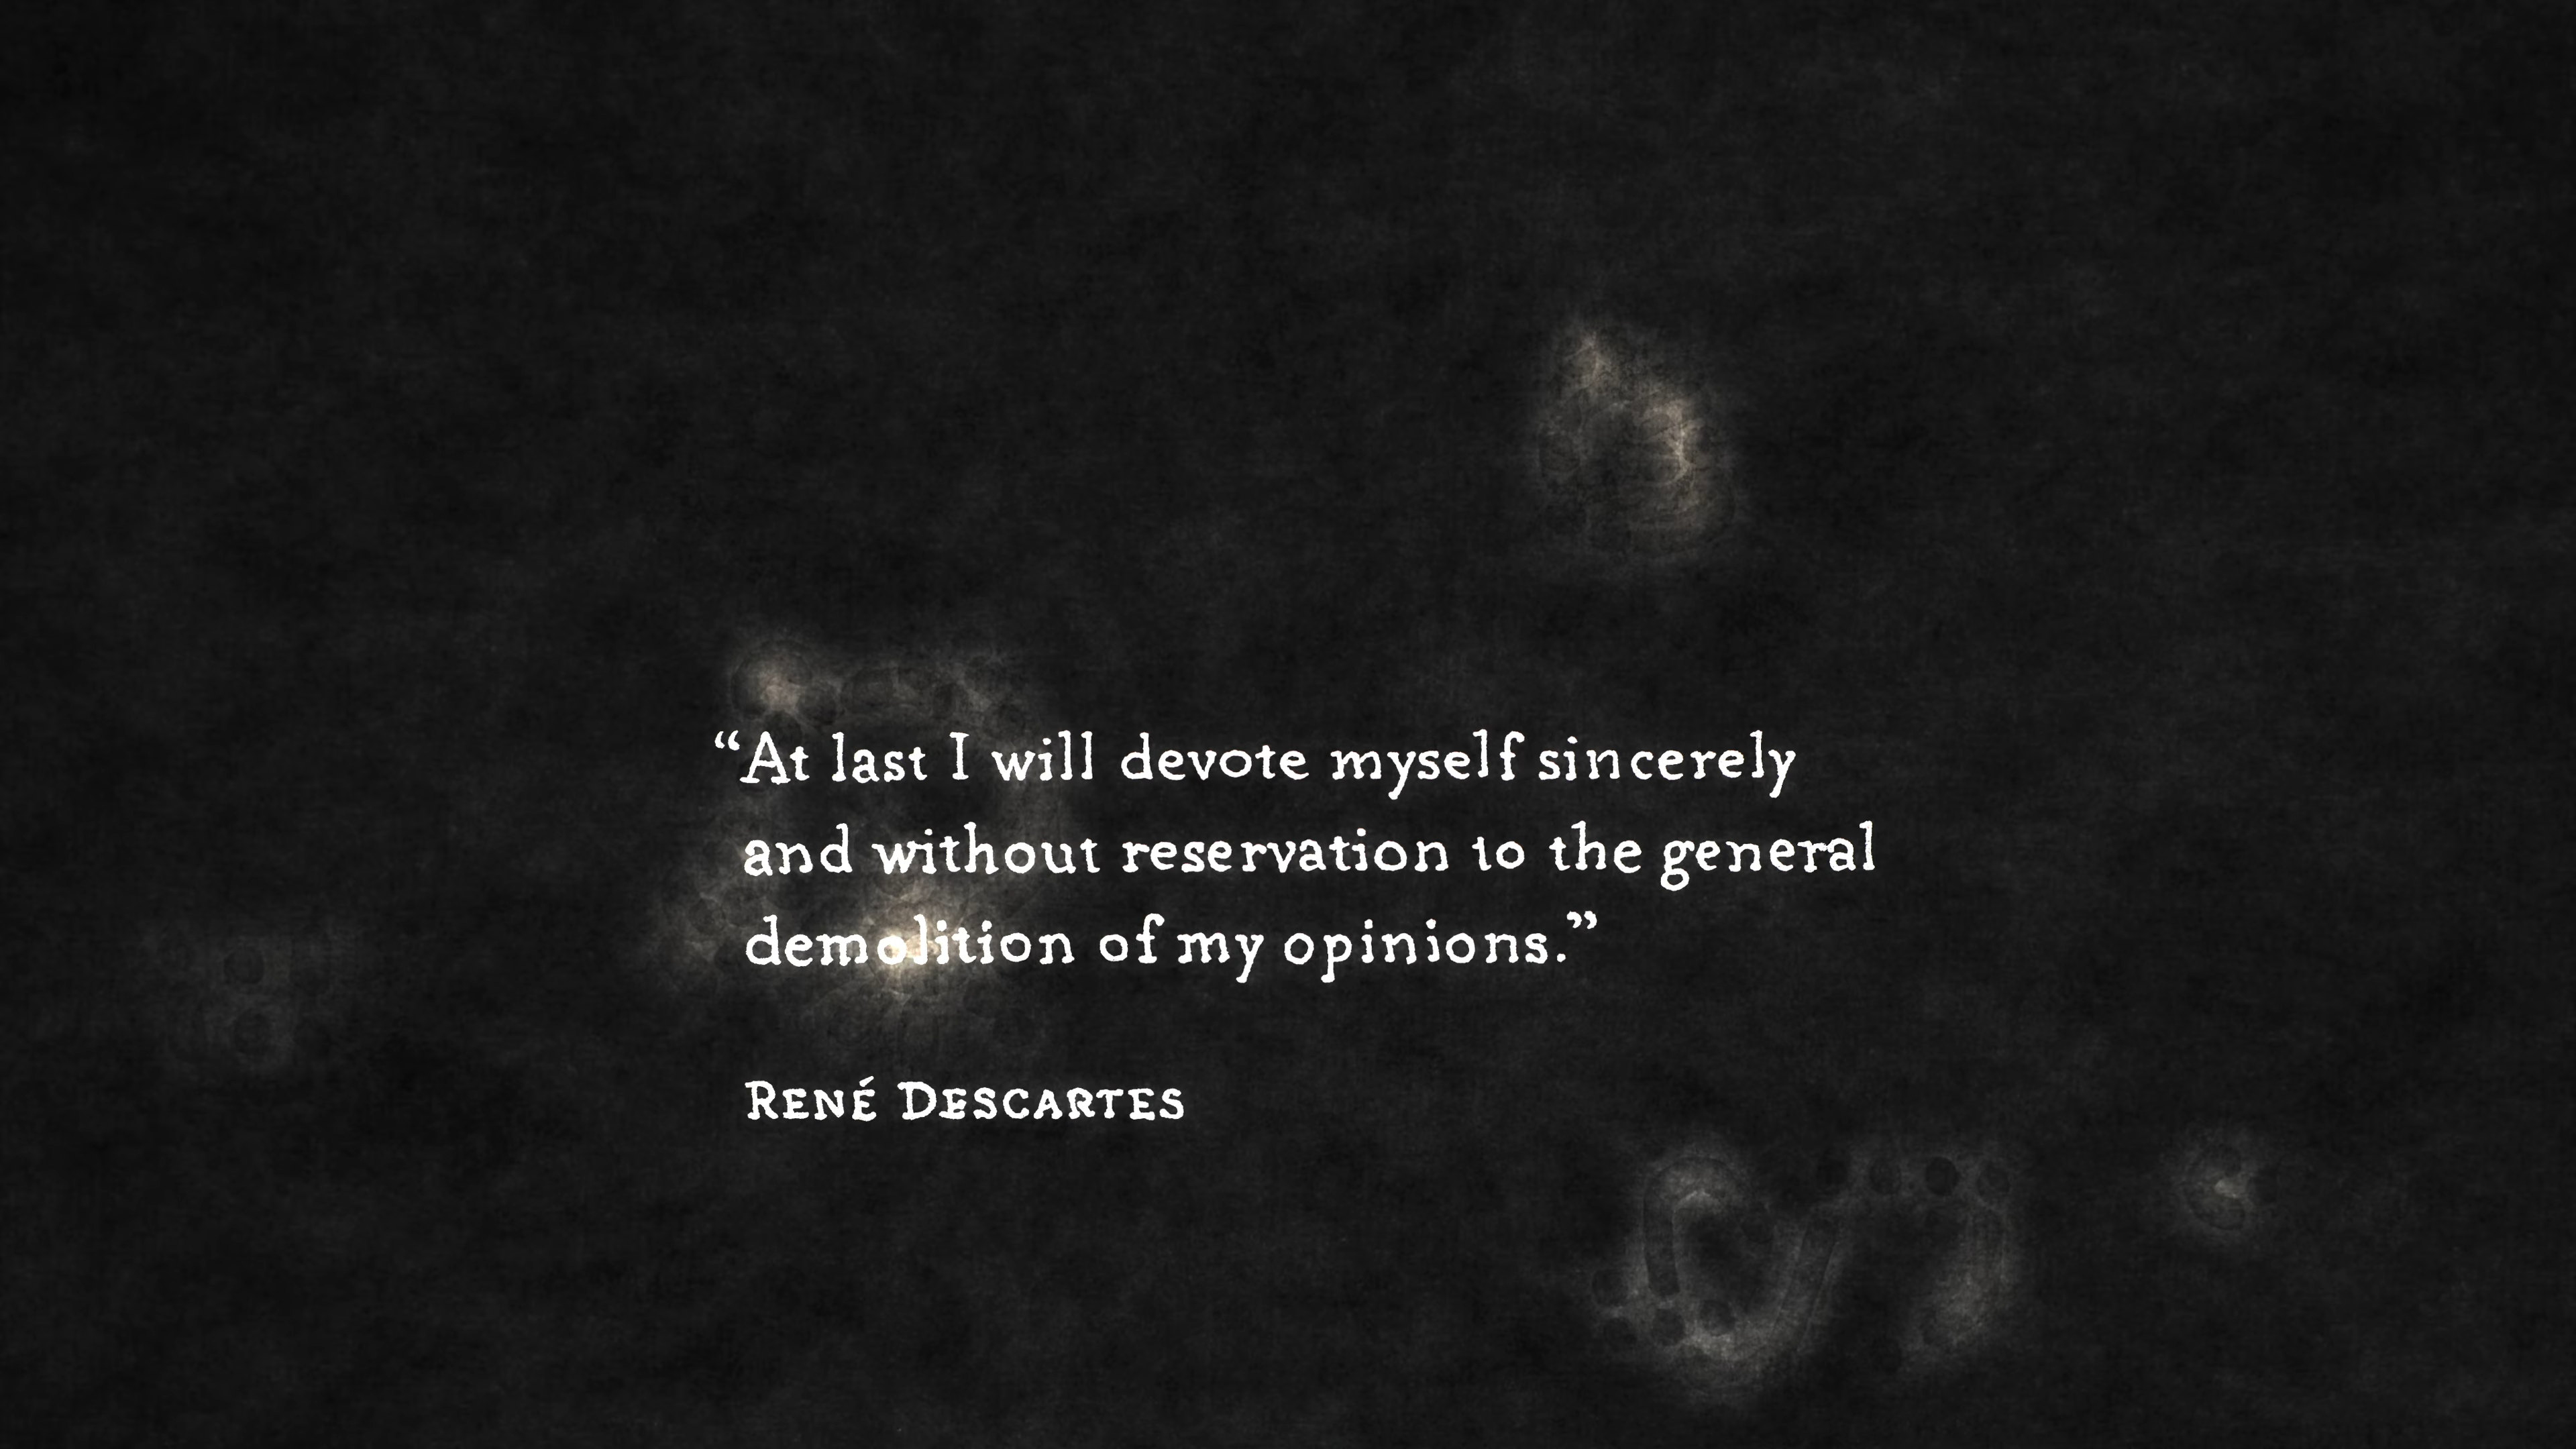 “At last I will devote myself sincerely
and without reservation to the general
demolition of my opinions.”
René Descartes